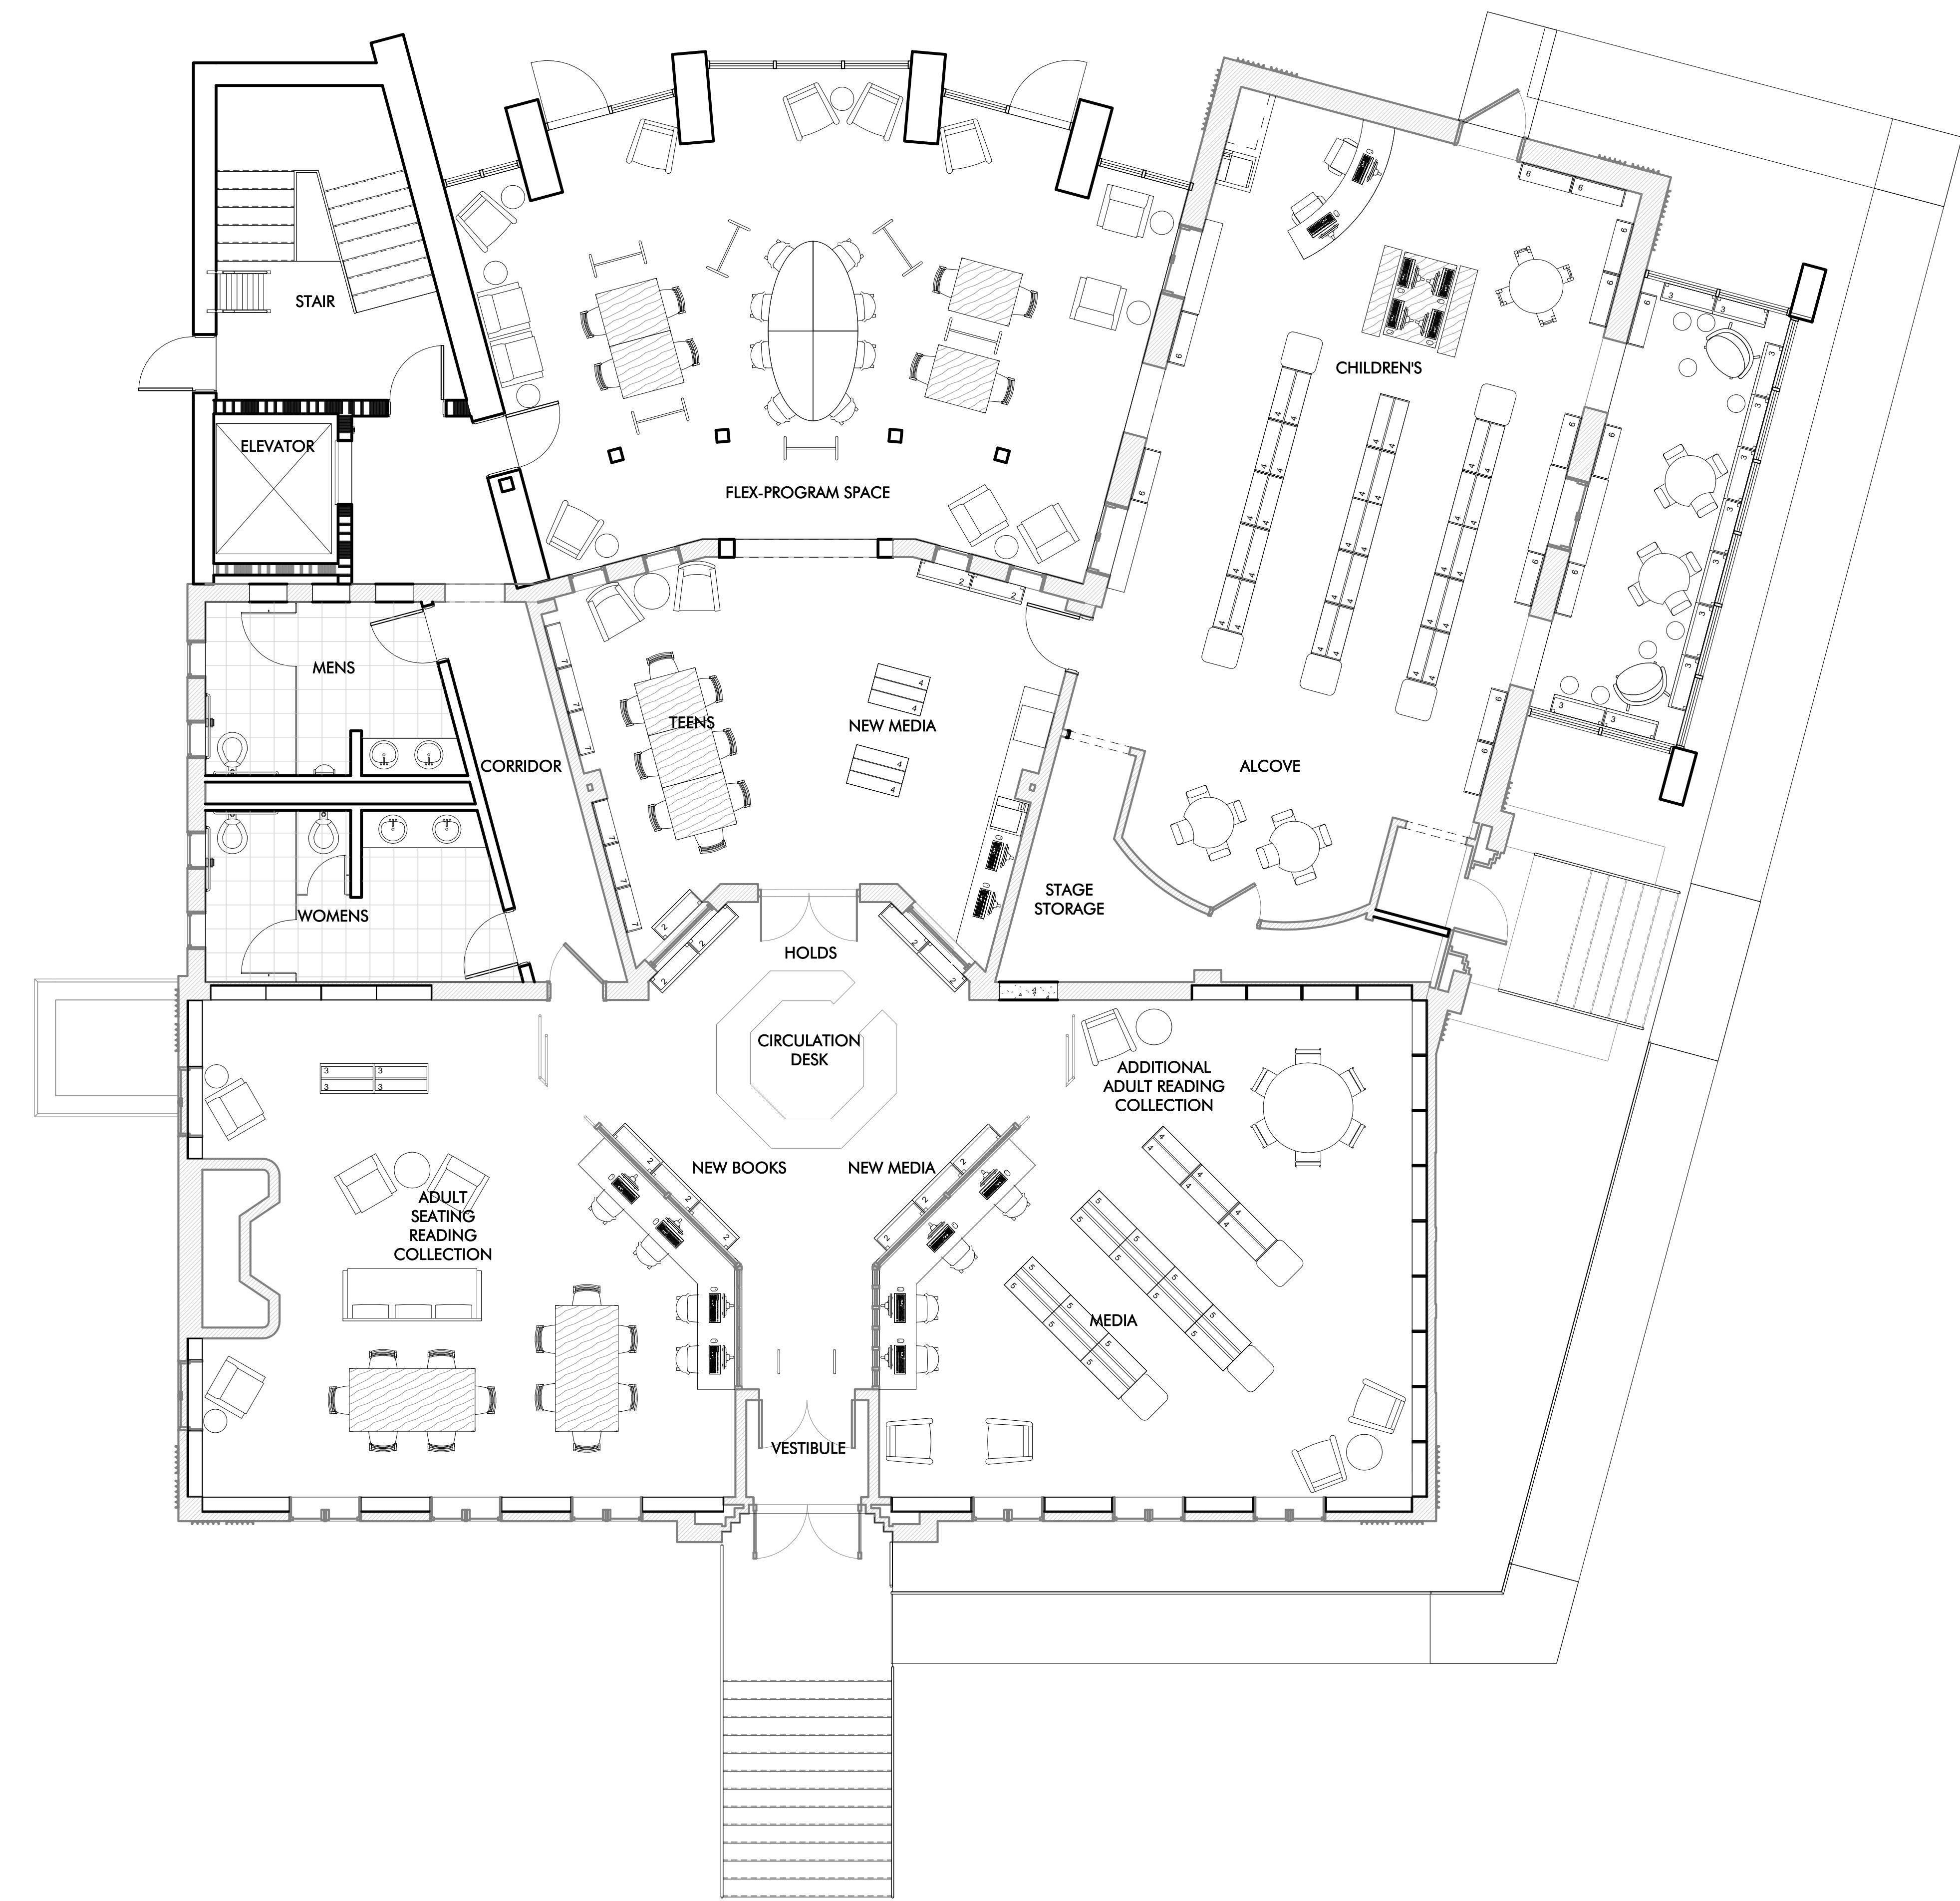 STAIR
ELEVATOR
FLEX-PROGRAM SPACE
CHILDREN'S
MENS
TEENS
NEW MEDIA
CORRIDOR
ALCOVE
WOMENS
STAGE
STORAGE
HOLDS
CIRCULATION
DESK
ADDITIONAL
ADULT READING
COLLECTION
NEW BOOKS
NEW MEDIA
ADULT
SEATING
READING
COLLECTION
MEDIA
VESTIBULE